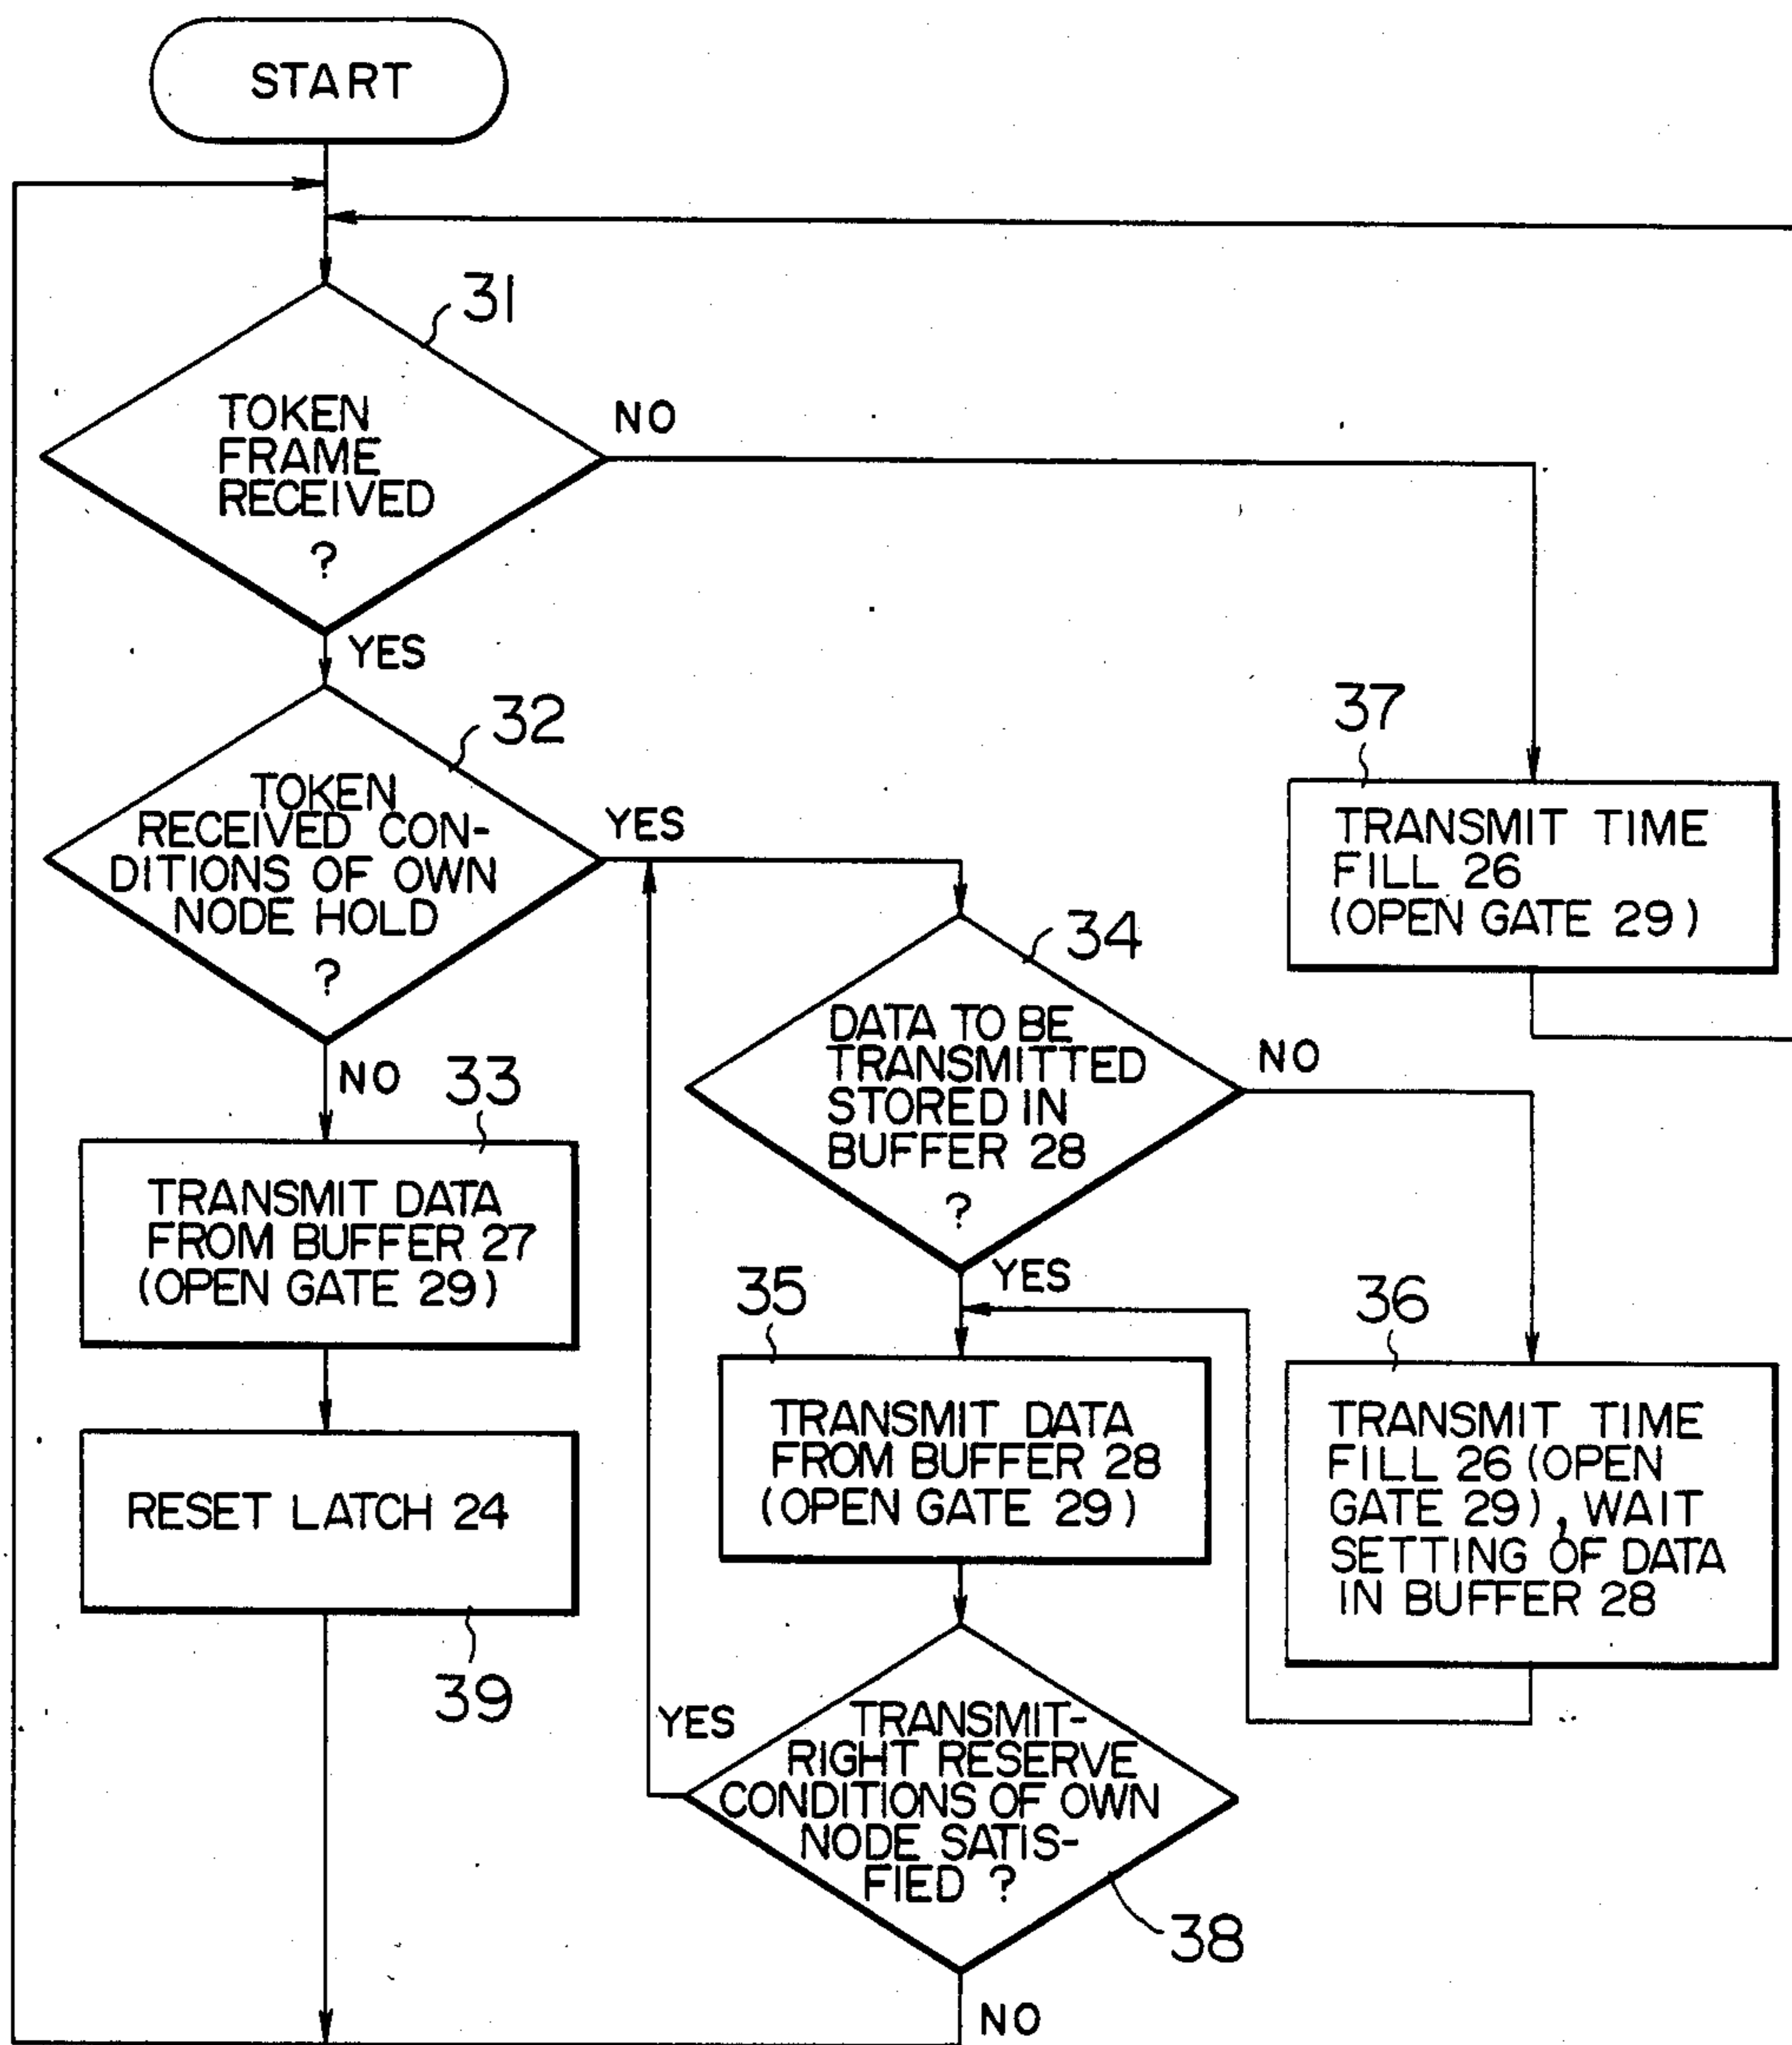 START
31
TOKEN
FRAME
RECEIVED
?
NO
YES
32
TOKEN
RECEIVED CON-
DITIONS OF OWN
NODE HOLD
?
YES
NO
37
TRANSMIT TIME
FILL 26
(OPEN GATE 29)
34
DATA TO BE
TRANSMITTED
STORED IN
BUFFER 28
?
NO
YES
33
TRANSMIT DATA
FROM BUFFER 27
(OPEN GATE 29)
35
TRANSMIT DATA
FROM BUFFER 28
(OPEN GATE 29)
36
TRANSMIT TIME
FILL 26 (OPEN
GATE 29), WAIT
SETTING OF DATA
IN BUFFER 28
RESET LATCH 24
39
YES
TRANSMIT-
RIGHT RESERVE
CONDITIONS OF OWN
NODE SATIS-
FIED ?
38
NO